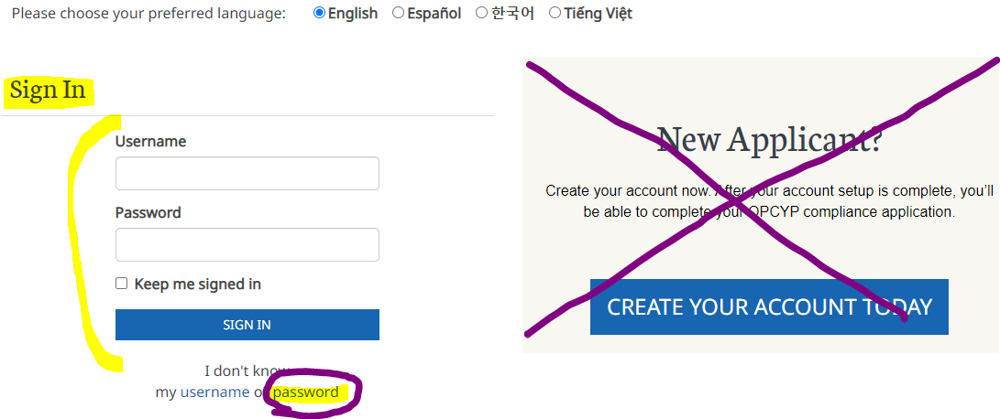 Please choose your preferred language: English Español 한국어 Tiếng Việt
Sign In
Username
Password
Keep me signed in
SIGN IN
I don't know
my username or password
New Applicant?
Create your account now. After your account setup is complete, you'll
be able to complete your OPCYP compliance application.
CREATE YOUR ACCOUNT TODAY